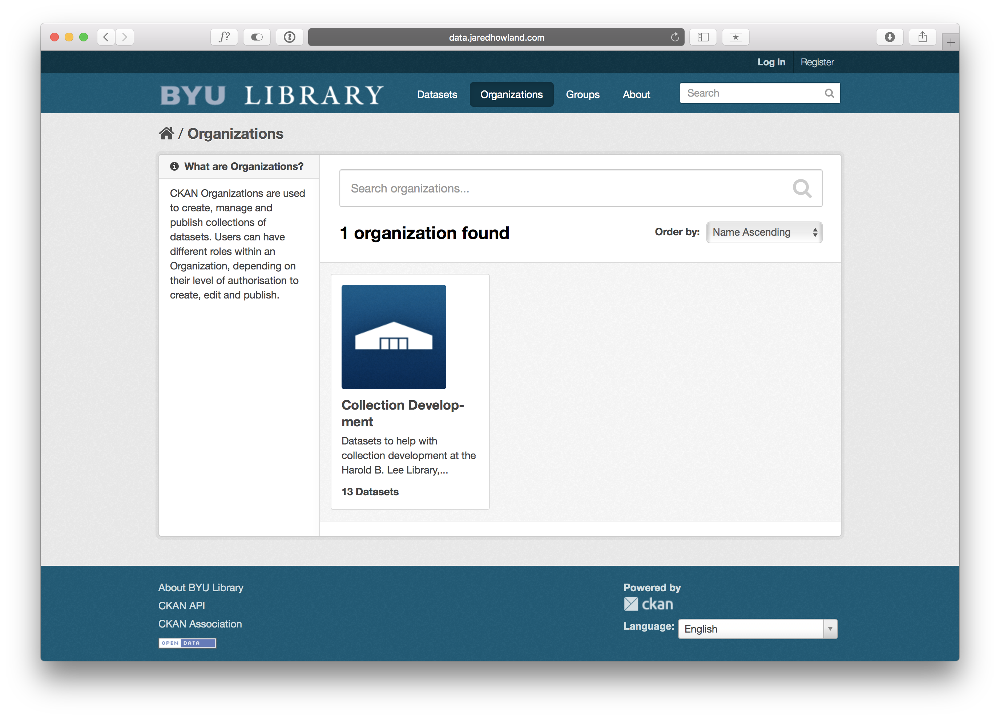 f?
data.jaredhowland.com
Log in Register
BYU LIBRARY Datasets Organizations Groups About Search
/ Organizations
What are Organizations?
CKAN Organizations are used
to create, manage and
publish collections of
datasets. Users can have
different roles within an
Organization, depending on
their level of authorisation to
create, edit and publish.
Search organizations...
1 organization found
Order by: Name Ascending
Collection Develop-
ment
Datasets to help with
collection development at the
Harold B. Lee Library,...
13 Datasets
About BYU Library
CKAN API
CKAN Association
OPEN DATA
Powered by
ckan
Language: English